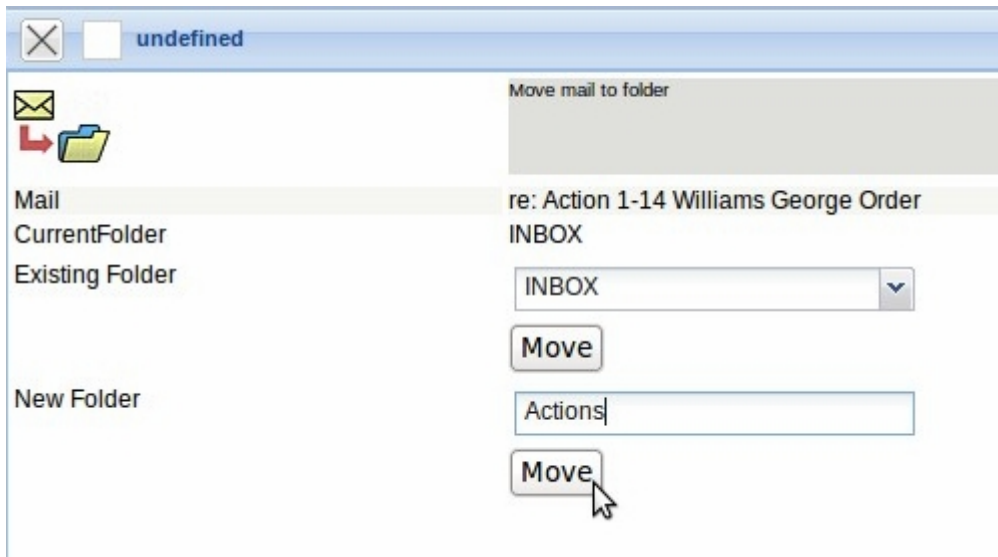 undefined
Move mail to folder
Mail re: Action 1-14 Williams George Order
CurrentFolder INBOX
Existing Folder INBOX
Move
New Folder Actions
Move